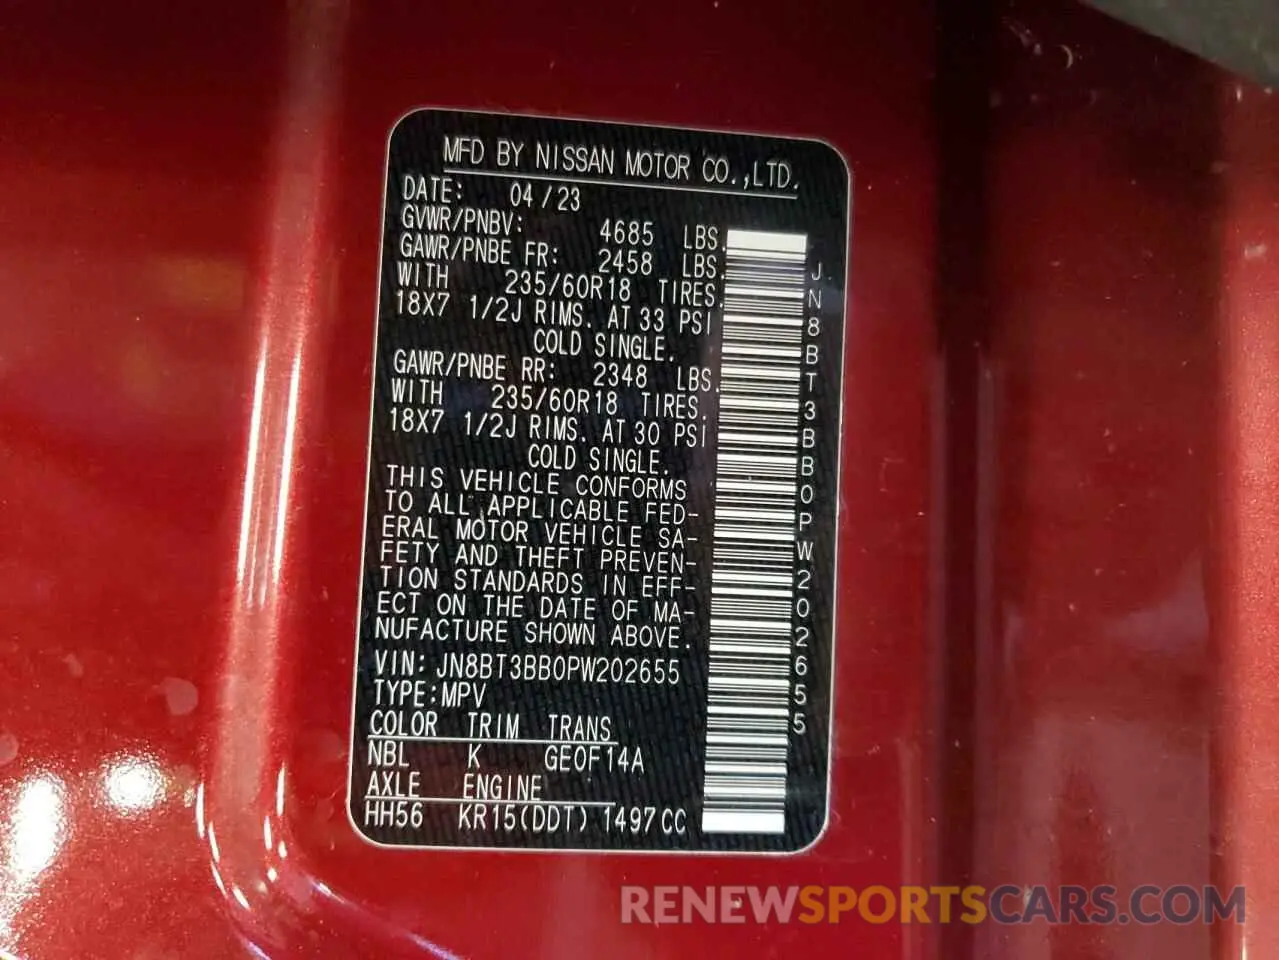 MFD BY NISSAN MOTOR CO.,LTD.
DATE: 04/23
GVWR/PNBV: 4685 LBS.
GAWR/PNBE FR: 2458 LBS.
WITH 235/60R18 TIRES.
18X7 1/2J RIMS. AT 33 PSI
COLD SINGLE.
GAWR/PNBE RR: 2348 LBS.
WITH 235/60R18 TIRES.
18X7 1/2J RIMS. AT 30 PSI
COLD SINGLE.
THIS VEHICLE CONFORMS
TO ALL APPLICABLE FED-
ERAL MOTOR VEHICLE SA-
FETY AND THEFT PREVEN-
TION STANDARDS IN EFF-
ECT ON THE DATE OF MA-
NUFACTURE SHOWN ABOVE.
VIN: JN8BT3BB0PW202655
TYPE:MPV
COLOR TRIM TRANS
NBL K GE0F14A
AXLE ENGINE
HH56 KR15(DDT) 1497CC
JN8BT3BB0PW202655
RENEWSPORTSCARS.COM